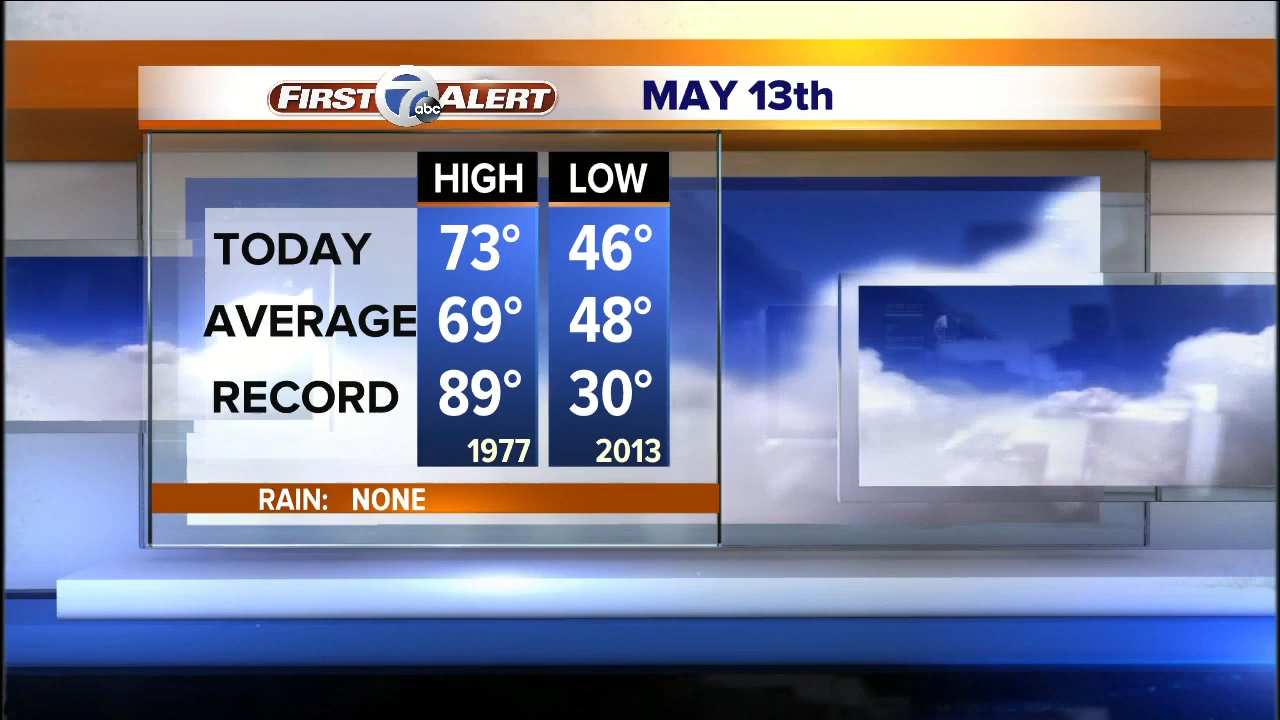 FIRST 7 abc ALERT MAY 13th
HIGH LOW
TODAY 73° 46°
AVERAGE 69° 48°
RECORD 89° 30°
1977 2013
RAIN: NONE